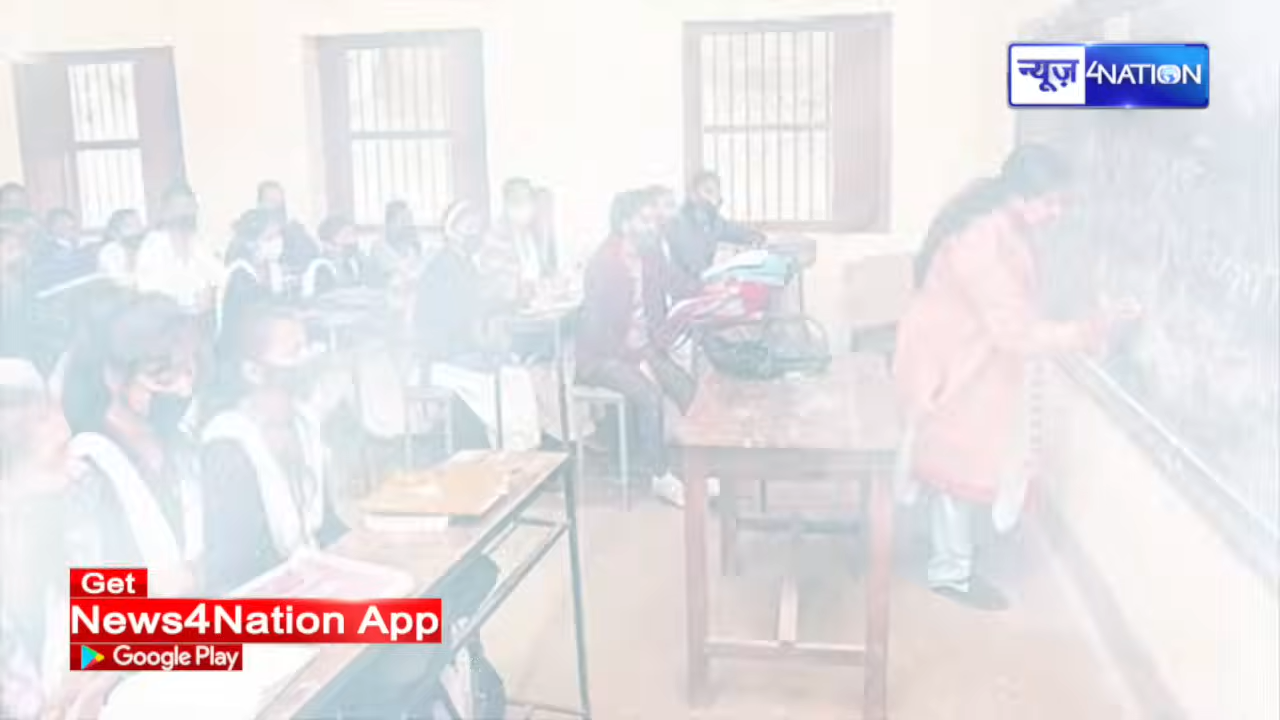 न्यूज़ 4NATION
Get
News4Nation App
Google Play